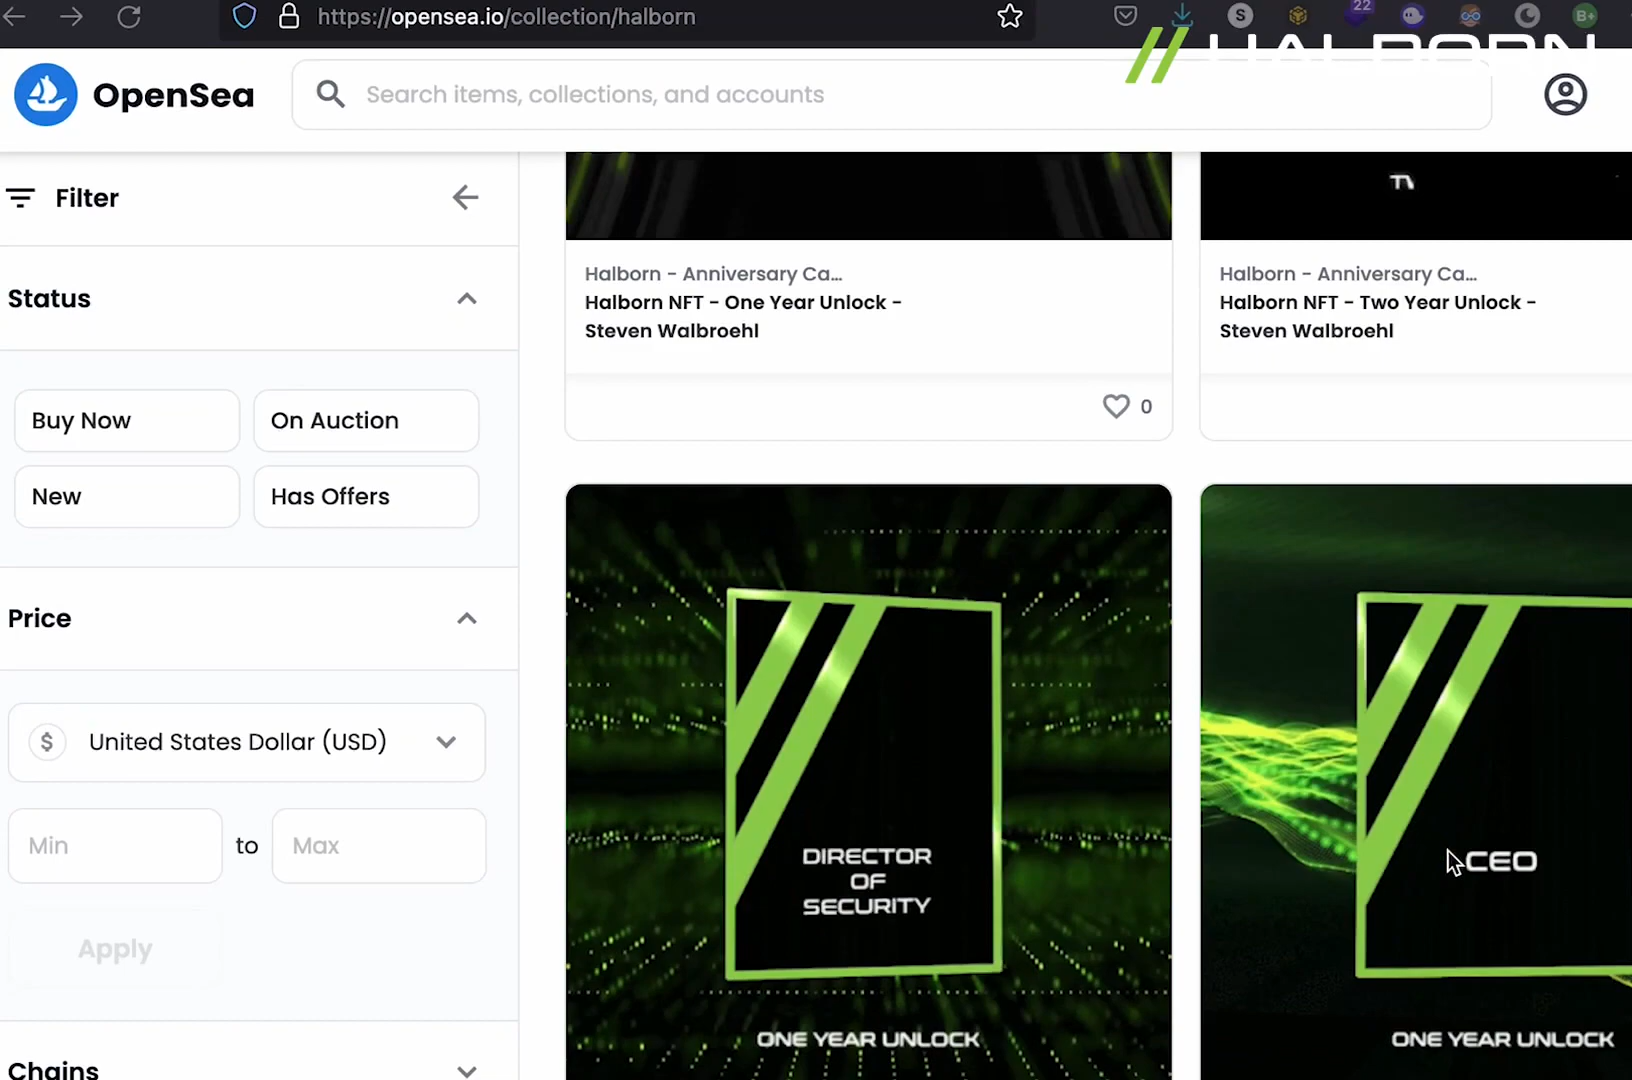 https://opensea.io/collection/halborn
22
S
B+
HALBORN
OpenSea
Search items, collections, and accounts
Filter
Status
Buy Now
On Auction
New
Has Offers
Price
$
United States Dollar (USD)
Min
to
Max
Apply
Chains
Halborn - Anniversary Ca...
Halborn NFT - One Year Unlock -
Steven Walbroehl
0
Halborn - Anniversary Ca...
Halborn NFT - Two Year Unlock -
Steven Walbroehl
DIRECTOR
OF
SECURITY
ONE YEAR UNLOCK
CEO
ONE YEAR UNLOCK